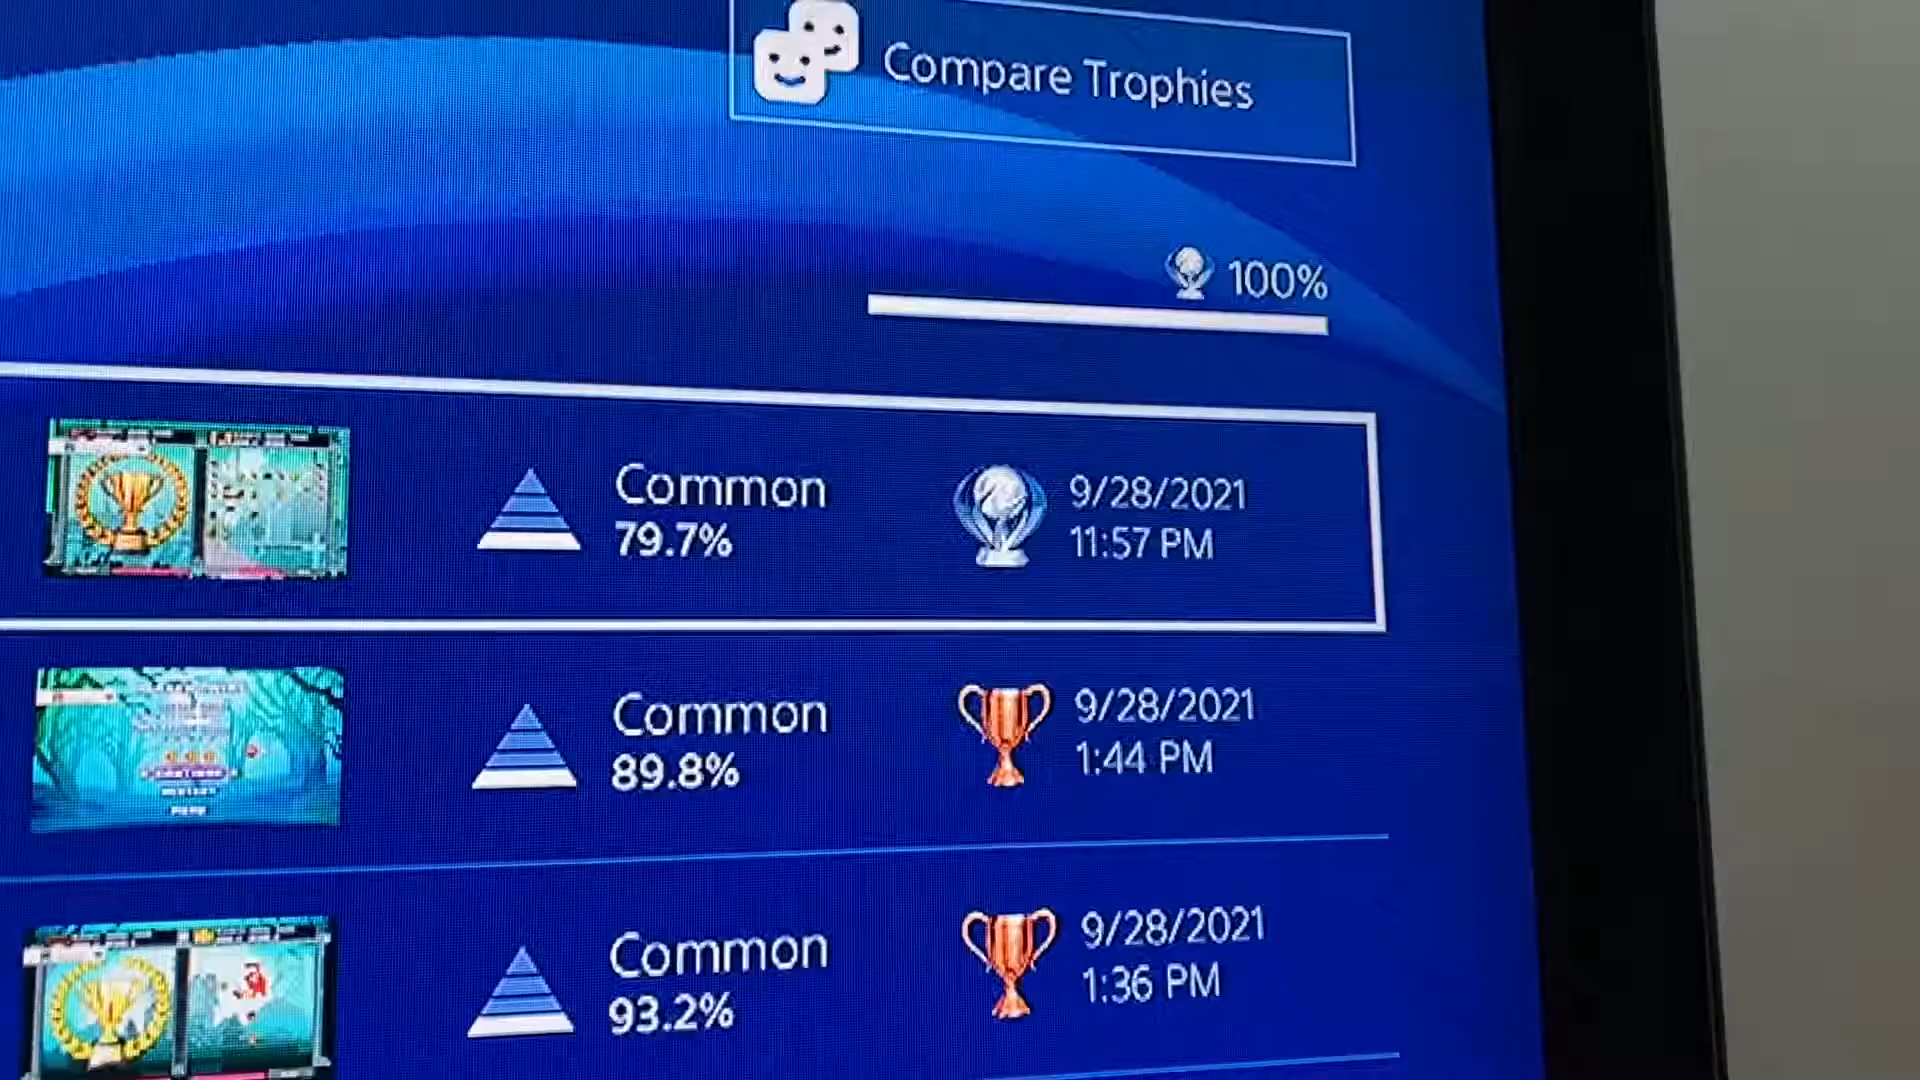 Compare Trophies
100%
Common
79.7%
9/28/2021
11:57 PM
Common
89.8%
9/28/2021
1:44 PM
Common
93.2%
9/28/2021
1:36 PM